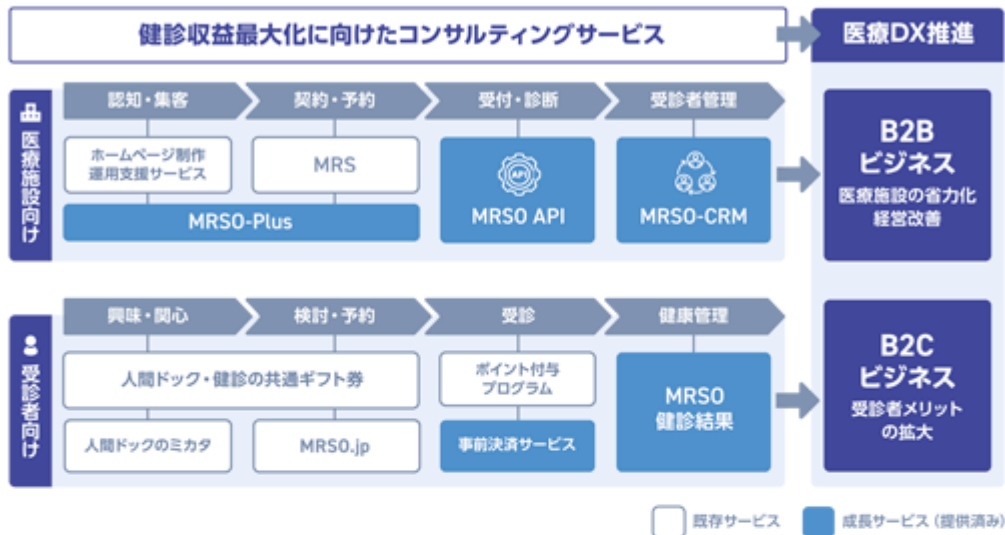 健診収益最大化に向けたコンサルティングサービス
医療DX推進
医療施設向け
認知・集客
契約・予約
受付・診断
受診者管理
ホームページ制作
運用支援サービス
MRS
MRSO-Plus
API
MRSO API
MRSO-CRM
B2B
ビジネス
医療施設の省力化
経営改善
受診者向け
興味・関心
検討・予約
受診
健康管理
人間ドック・健診の共通ギフト券
ポイント付与
プログラム
人間ドックのミカタ
MRSO.jp
事前決済サービス
MRSO
健診結果
B2C
ビジネス
受診者メリット
の拡大
既存サービス
成長サービス（提供済み）